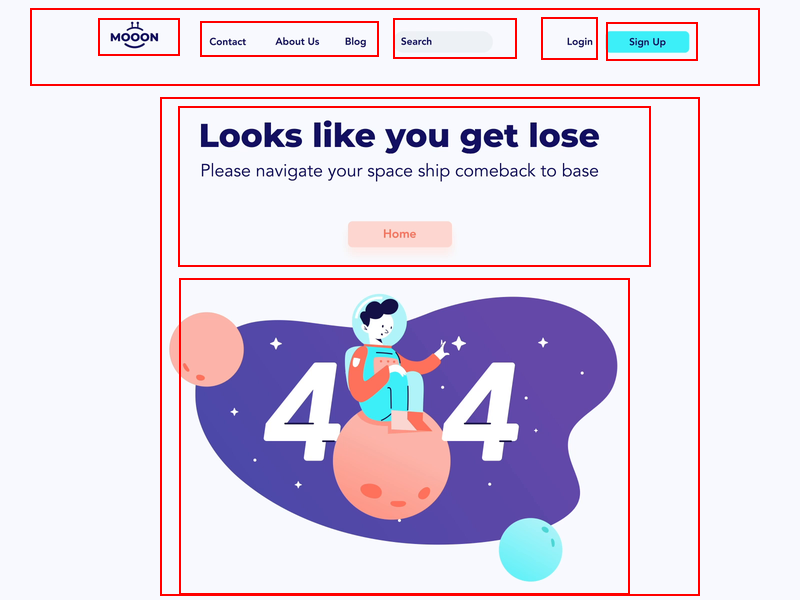 MOOON
Contact About Us Blog Search Login Sign Up
Looks like you get lose
Please navigate your space ship comeback to base
Home
4 4